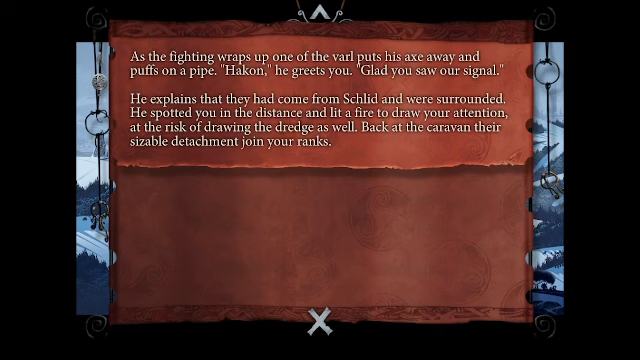 As the fighting wraps up one of the varl puts his axe away and
puffs on a pipe. "Hakon," he greets you. "Glad you saw our signal."
He explains that they had come from Schlid and were surrounded.
He spotted you in the distance and lit a fire to draw your attention,
at the risk of drawing the dredge as well. Back at the caravan their
sizable detachment join your ranks.